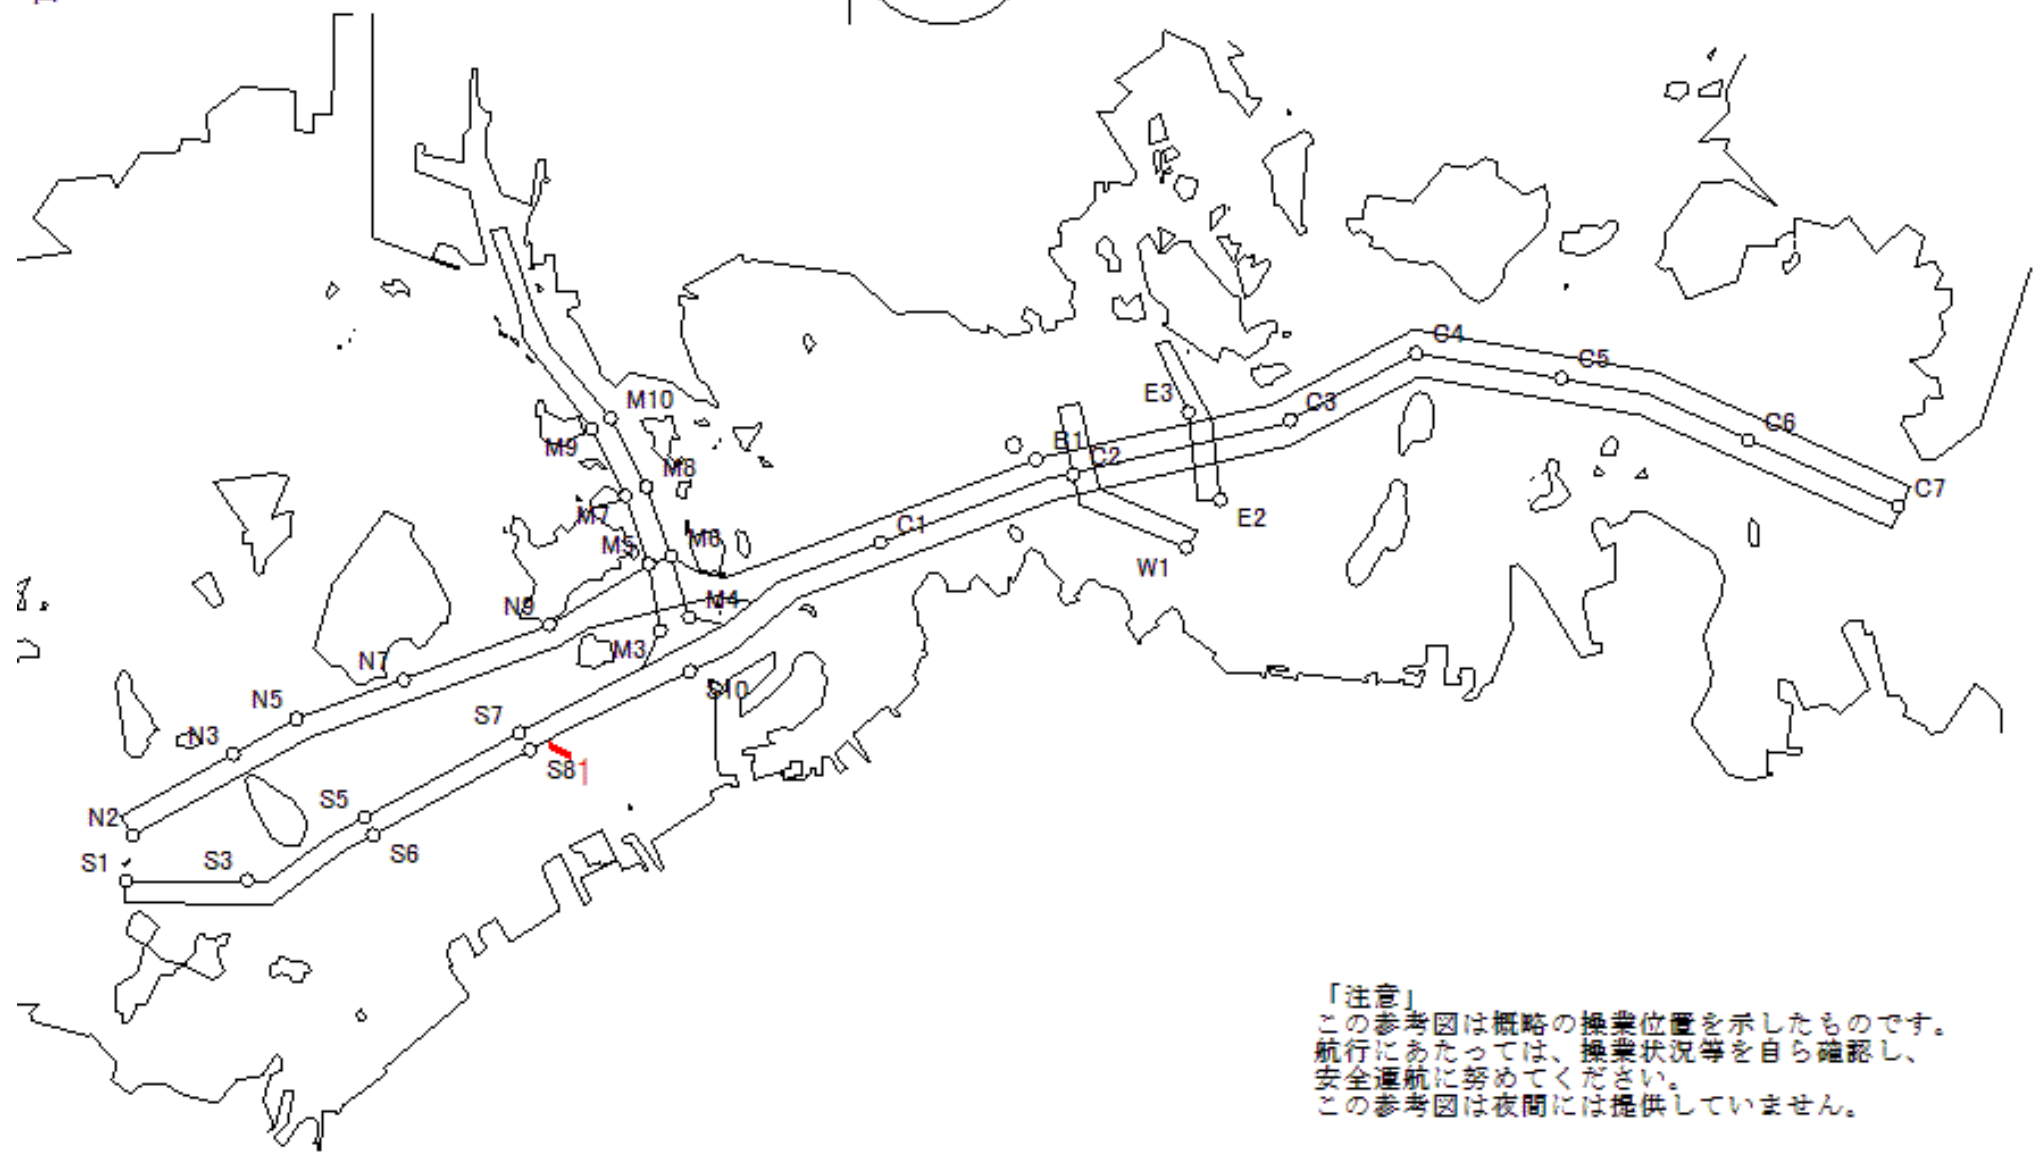 C4
C5
E3
C3
M10
C6
B1
M9
C2
M8
C7
M7
E2
C1
M5
M6
W1
N9
M4
M3
N7
S10
N5
S7
N3
S8
1
S5
N2
S6
S1
S3
「注意」
この参考図は概略の操業位置を示したものです。
航行にあたっては、操業状況等を自ら確認し、
安全運航に努めてください。
この参考図は夜間には提供していません。